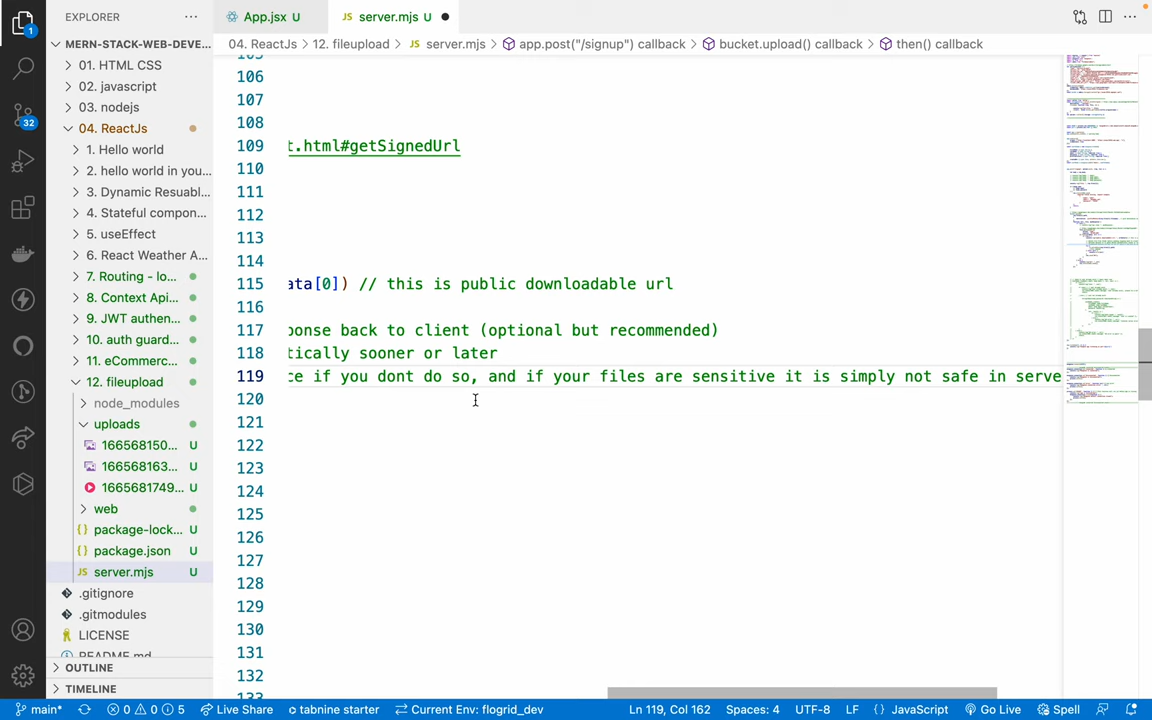 EXPLORER
App.jsx U
JS server.mjs U
MERN-STACK-WEB-DEVE...
04. ReactJs > 12. fileupload > JS server.mjs > app.post("/signup") callback > bucket.upload() callback > then() callback
01. HTML CSS
02. javascript
03. nodejs
04. ReactJs
1. Hello world
2. hello world in you...
3. Dynamic Resuabl...
4. Stateful compon...
5. useEffect
6. React Weather A...
7. Routing - lo...
8. Context Api...
9. JWT authen...
10. auth guard...
11. eCommerc...
12. fileupload
node_modules
uploads
166568150... U
166568163... U
1665681749... U
web
package-lock... U
package.json U
JS server.mjs U
.gitignore
.gitmodules
LICENSE
README.md
OUTLINE
TIMELINE
1
32
105
106
107
108
109 t.html#getSignedUrl
110
111
112
113
114
115 ata[0]) // this is public downloadable url
116
117 ponse back to client (optional but recommended)
118 tically sooner or later
119 ce if you dont do so, and if your files are sensitive it is simply not safe in serve
120
121
122
123
124
125
126
127
128
129
130
131
132
133
main* 0 0 5 Live Share tabnine starter Current Env: flogrid_dev Ln 119, Col 162 Spaces: 4 UTF-8 LF {} JavaScript Go Live Spell